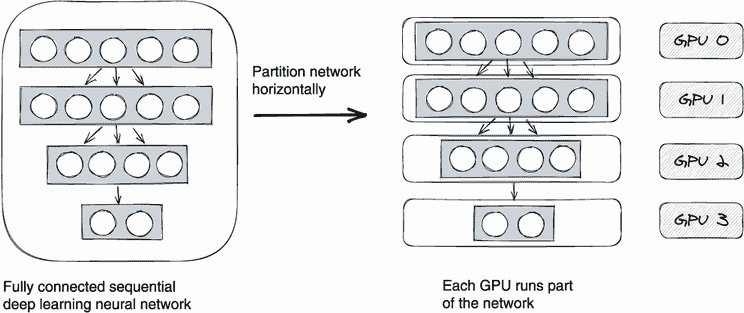 GPU 0
Partition network
horizontally
GPU 1
GPU 2
GPU 3
Fully connected sequential
deep learning neural network
Each GPU runs part
of the network